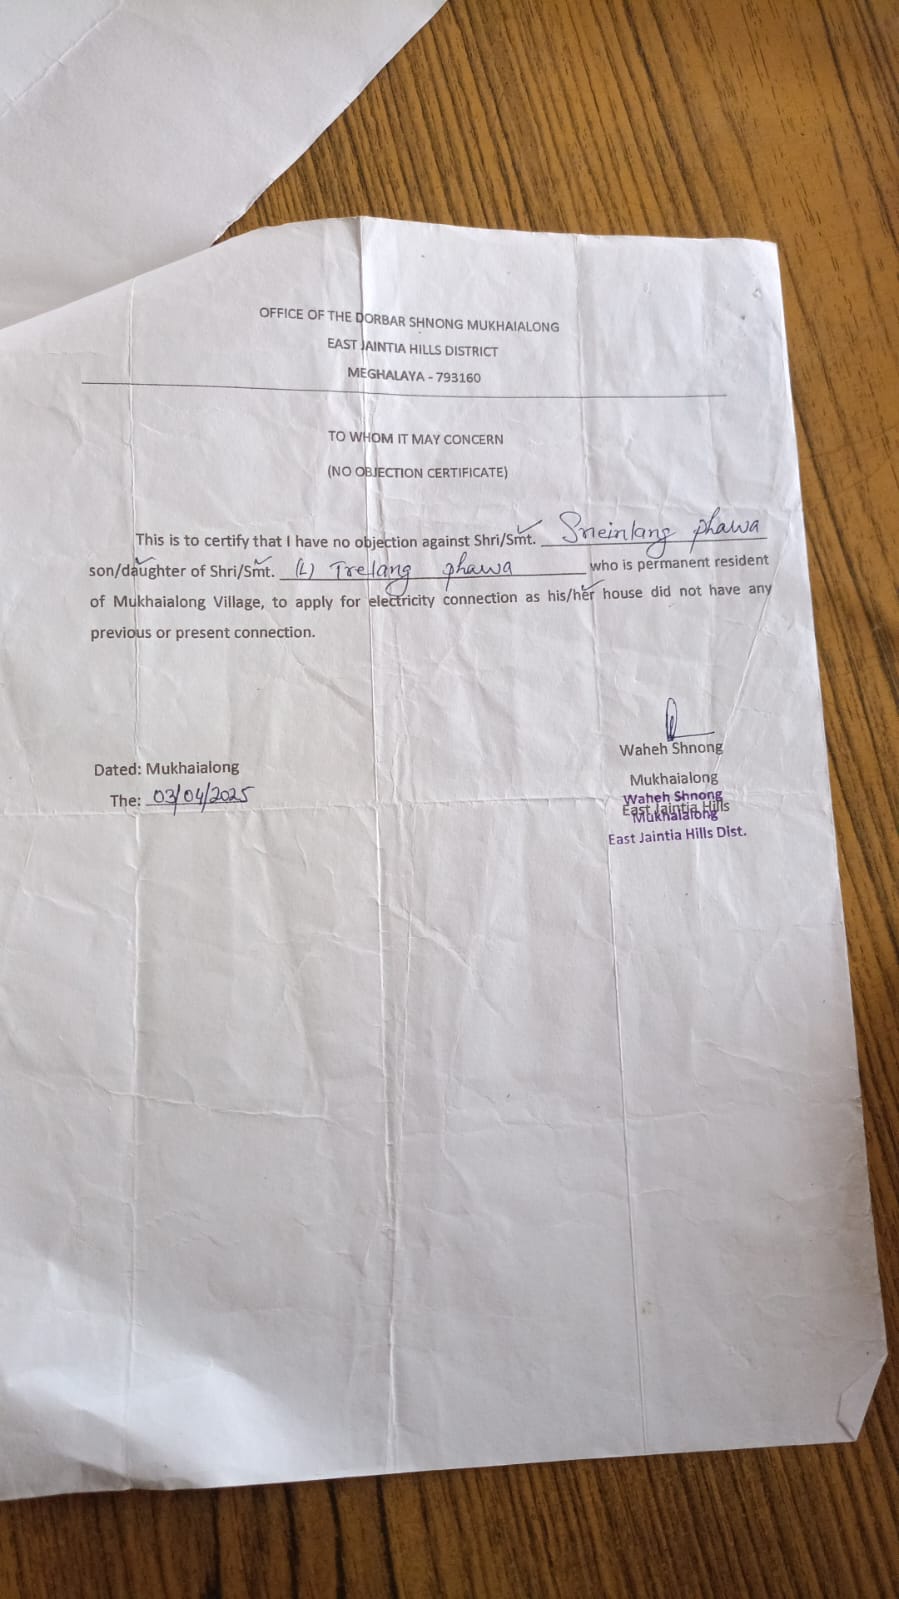 OFFICE OF THE DORBAR SHNONG MUKHAIALONG
EAST JAINTIA HILLS DISTRICT
MEGHALAYA - 793160
TO WHOM IT MAY CONCERN
(NO OBJECTION CERTIFICATE)
This is to certify that I have no objection against Shri/Smt. Sneinlang phawa
son/daughter of Shri/Smt. (L) Trelang phawa who is permanent resident
of Mukhaialong Village, to apply for electricity connection as his/her house did not have any
previous or present connection.
Waheh Shnong
Dated: Mukhaialong
Mukhaialong
The: 03/04/2025
Waheh Shnong
East Jaintia Hills
Mukhaialong
East Jaintia Hills Dist.